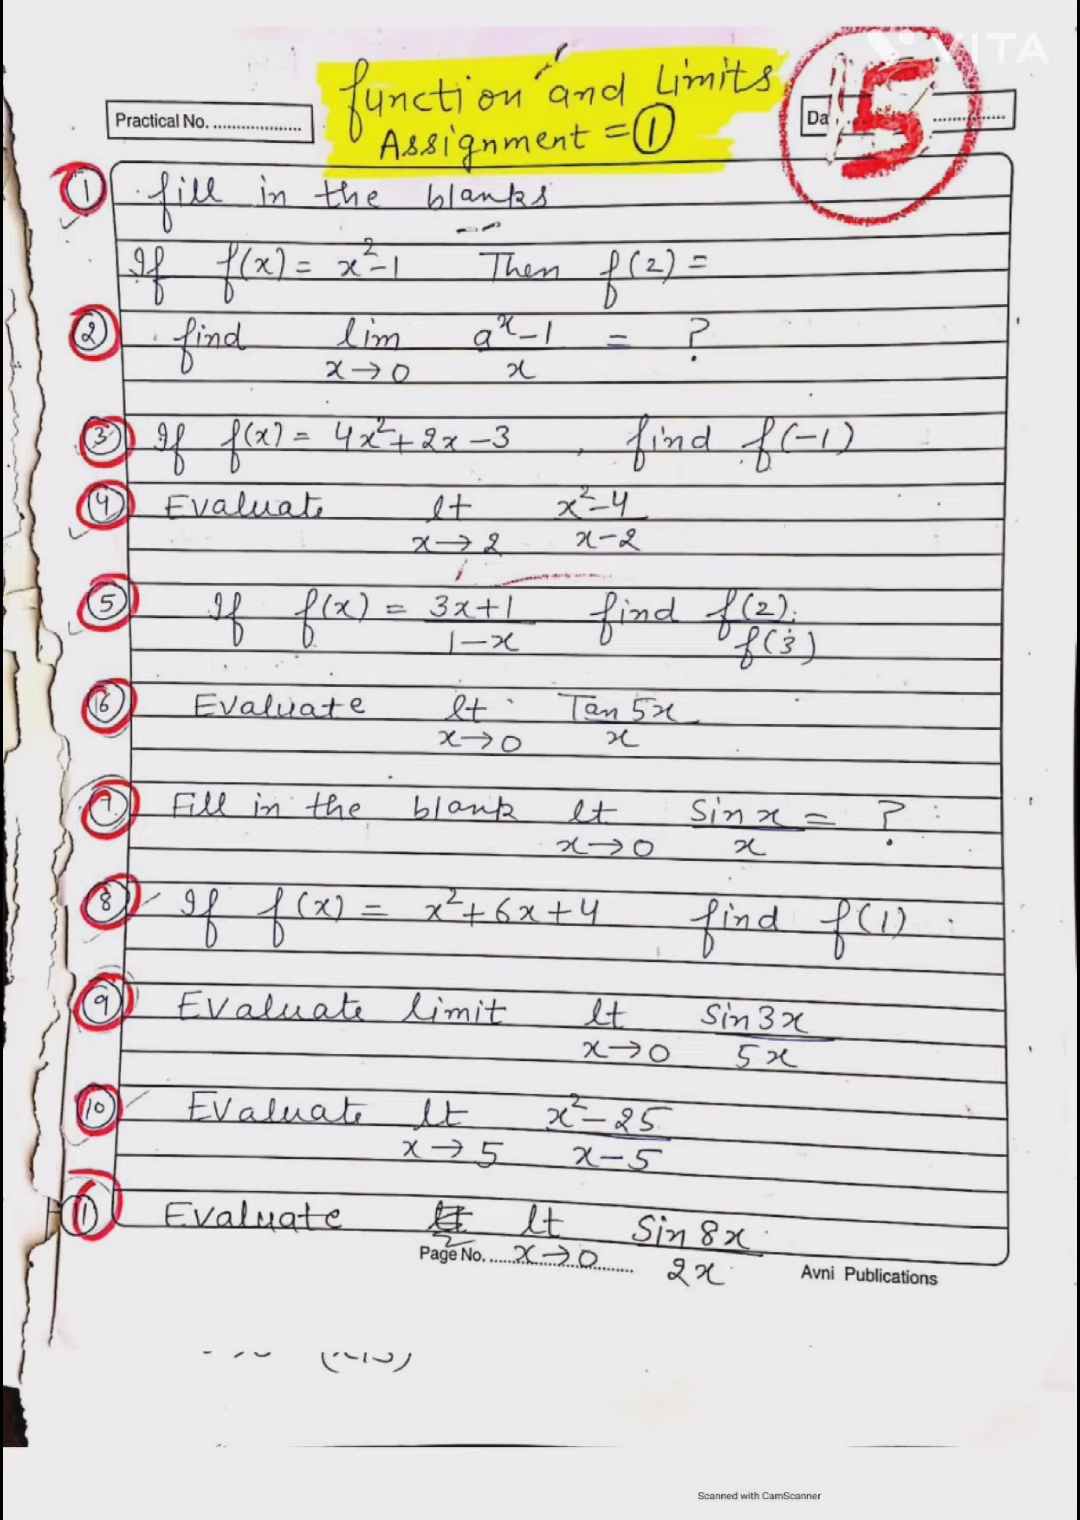 VITA
function and Limits
Assignment = ①
15
Practical No. ....................
Da
① fill in the blanks
If f(x) = x²-1 Then f(2) =
② find lim a^x-1 = ?
x→0 x
③ If f(x) = 4x²+2x-3, find f(-1)
④ Evaluate lt x²-4
x→2 x-2
⑤ If f(x) = 3x+1 find f(2).
1-x f(3)
⑯ Evaluate lt Tan 5x
x→0 x
⑦ Fill in the blank lt Sin x = ?
x→0 x
⑧ If f(x) = x²+6x+4 find f(1)
⑨ Evaluate limit lt Sin 3x
x→0 5x
⑩ Evaluate lt x²-25
x→5 x-5
⑪ Evaluate lt Sin 8x
x→0 2x
Page No. ....................
Avni Publications
Scanned with CamScanner